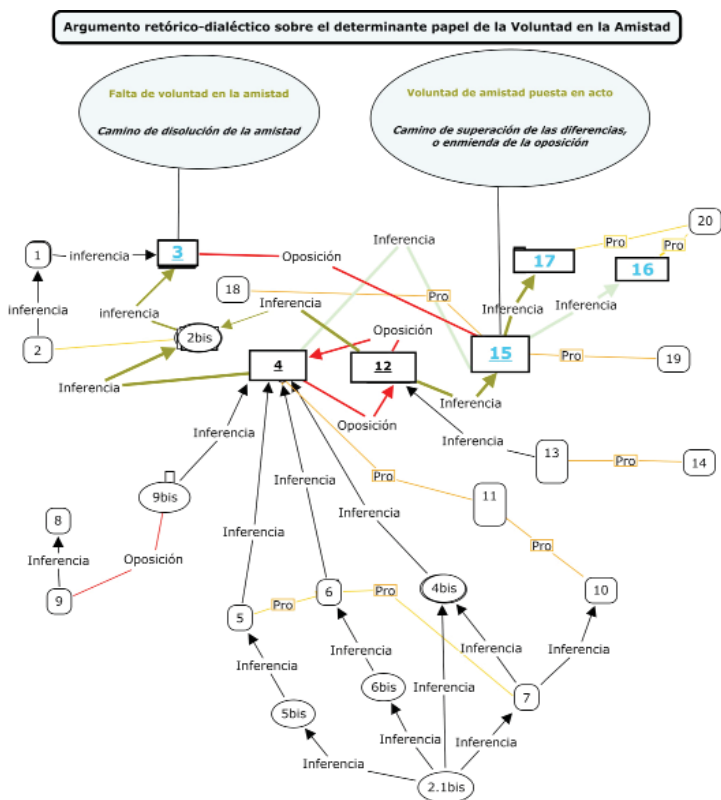 Argumento retórico-dialéctico sobre el determinante papel de la Voluntad en la Amistad
Falta de voluntad en la amistad
Camino de disolución de la amistad
Voluntad de amistad puesta en acto
Camino de superación de las diferencias,
o enmienda de la oposición
20
Pro
Pro
Inferencia
1
inferencia
3
Oposición
17
16
18
Pro
inferencia
inferencia
Inferencia
Inferencia
Inferencia
2
2bis
Oposición
15
Pro
19
4
12
Inferencia
Inferencia
Oposición
Inferencia
Inferencia
13
Pro
14
Pro
Inferencia
9bis
11
8
Inferencia
Inferencia
Oposición
Pro
9
5
Pro
6
Pro
4bis
10
Inferencia
Inferencia
Inferencia
Inferencia
6bis
Inferencia
7
5bis
Inferencia
Inferencia
Inferencia
2.1bis